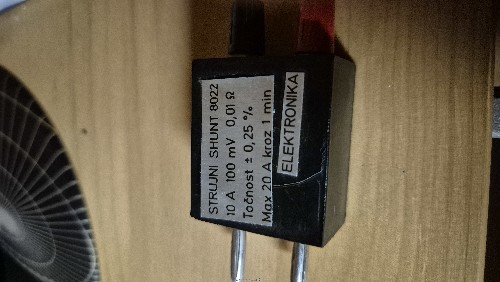 STRUJNI SHUNT 8022
10 A 100 mV 0,01 Ω
Točnost ± 0,25 %
Max 20 A kroz 1 min
ELEKTRONIKA